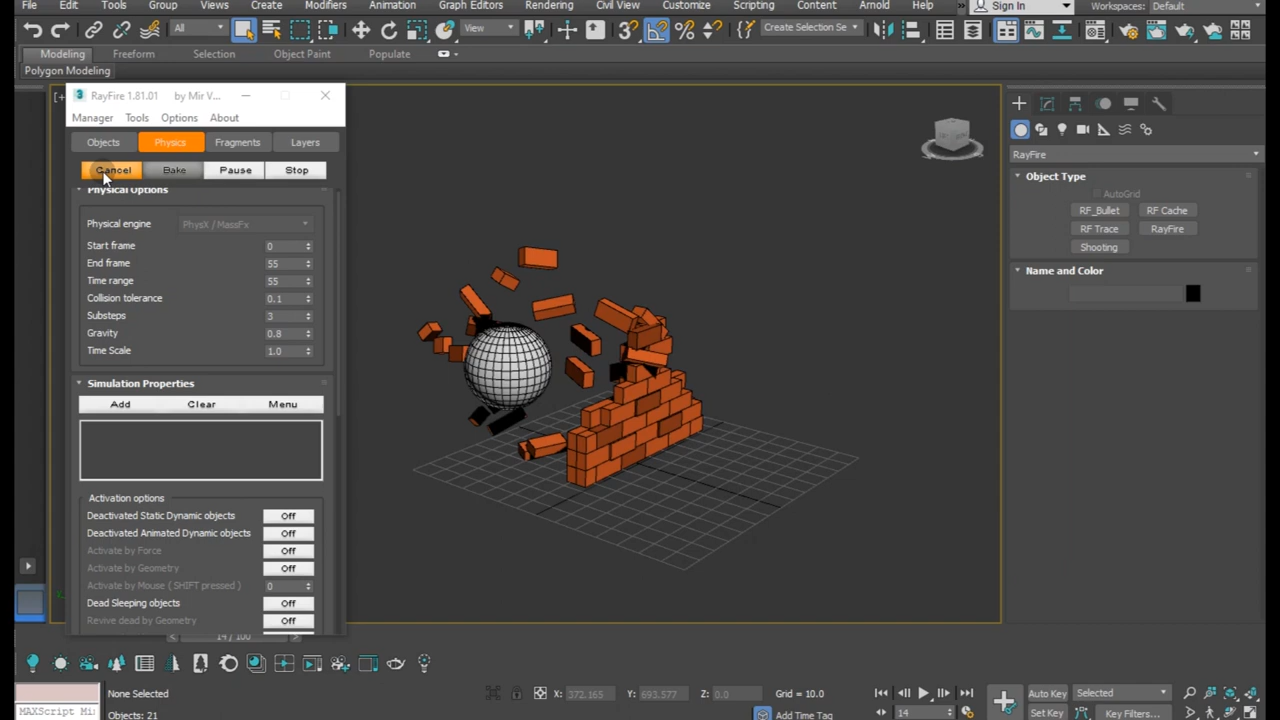 File Edit Tools Group Views Create Modifiers Animation Graph Editors Rendering Civil View Customize Scripting Content Arnold Help » Sign In Workspaces: Default
All View Create Selection Se
Modeling Freeform Selection Object Paint Populate
Polygon Modeling
[+
RayFire 1.81.01 by Mir V...
Manager Tools Options About
Objects Physics Fragments Layers
Cancel Bake Pause Stop
Physical Options
Physical engine PhysX / MassFx
Start frame 0
End frame 55
Time range 55
Collision tolerance 0.1
Substeps 3
Gravity 0.8
Time Scale 1.0
Simulation Properties
Add Clear Menu
Activation options
Deactivated Static Dynamic objects Off
Deactivated Animated Dynamic objects Off
Activate by Force Off
Activate by Geometry Off
Activate by Mouse ( SHIFT pressed ) 0
Dead Sleeping objects Off
Revive dead by Geometry Off
RayFire
Object Type
AutoGrid
RF_Bullet RF Cache
RF Trace RayFire
Shooting
Name and Color
< 14 / 100 >
None Selected X: 372.165 Y: 693.577 Z: 0.0 Grid = 10.0 Auto Key Selected
MAXScript Mi: Objects: 21 Add Time Tag 14 Set Key Key Filters...